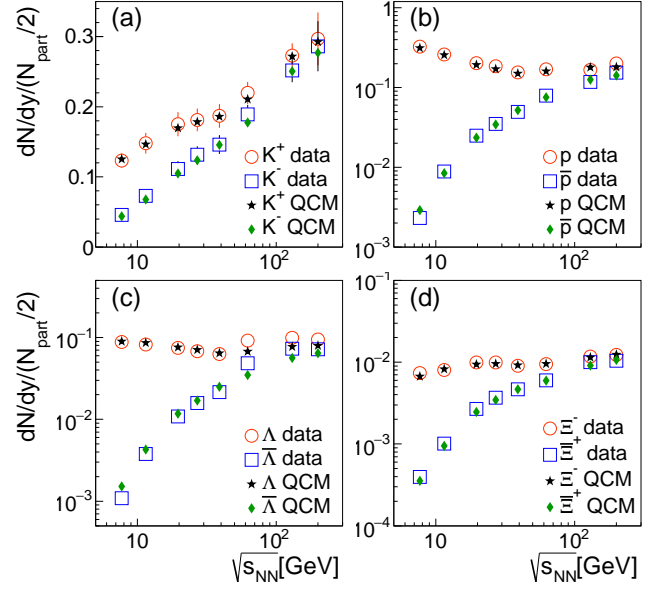 dN/dy/(N_part/2)
(a)
0.3
0.2
0.1
0
K⁺ data
K⁻ data
K⁺ QCM
K⁻ QCM
10
10²
(b)
1
10⁻¹
10⁻²
10⁻³
p data
p̅ data
p QCM
p̅ QCM
10
10²
dN/dy/(N_part/2)
(c)
10⁻¹
10⁻²
10⁻³
Λ data
Λ̅ data
Λ QCM
Λ̅ QCM
10
10²
√s_NN[GeV]
(d)
10⁻¹
10⁻²
10⁻³
10⁻⁴
Ξ⁻ data
Ξ̅⁺ data
Ξ⁻ QCM
Ξ̅⁺ QCM
10
10²
√s_NN[GeV]